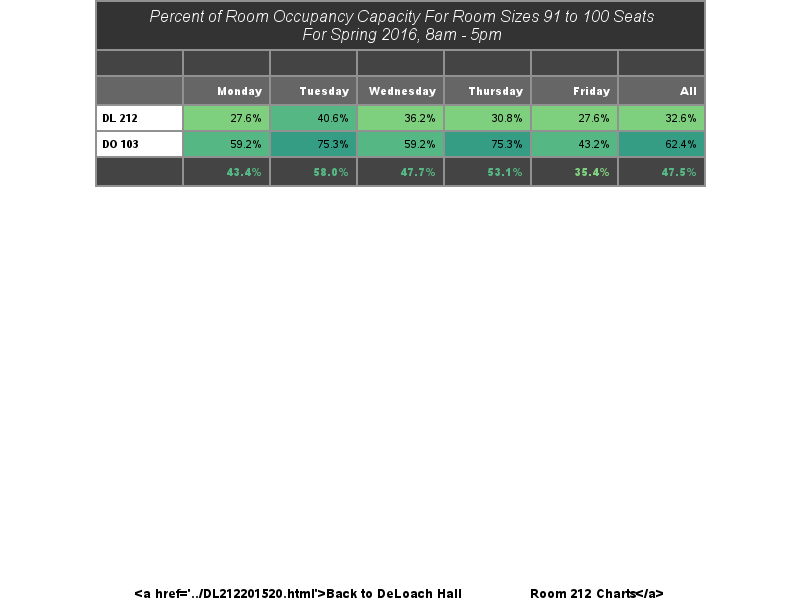 Percent of Room Occupancy Capacity For Room Sizes 91 to 100 Seats
For Spring 2016, 8am - 5pm
Monday Tuesday Wednesday Thursday Friday All
DL 212 27.6% 40.6% 36.2% 30.8% 27.6% 32.6%
DO 103 59.2% 75.3% 59.2% 75.3% 43.2% 62.4%
43.4% 58.0% 47.7% 53.1% 35.4% 47.5%
<a href='../DL212201520.html'>Back to DeLoach Hall Room 212 Charts</a>